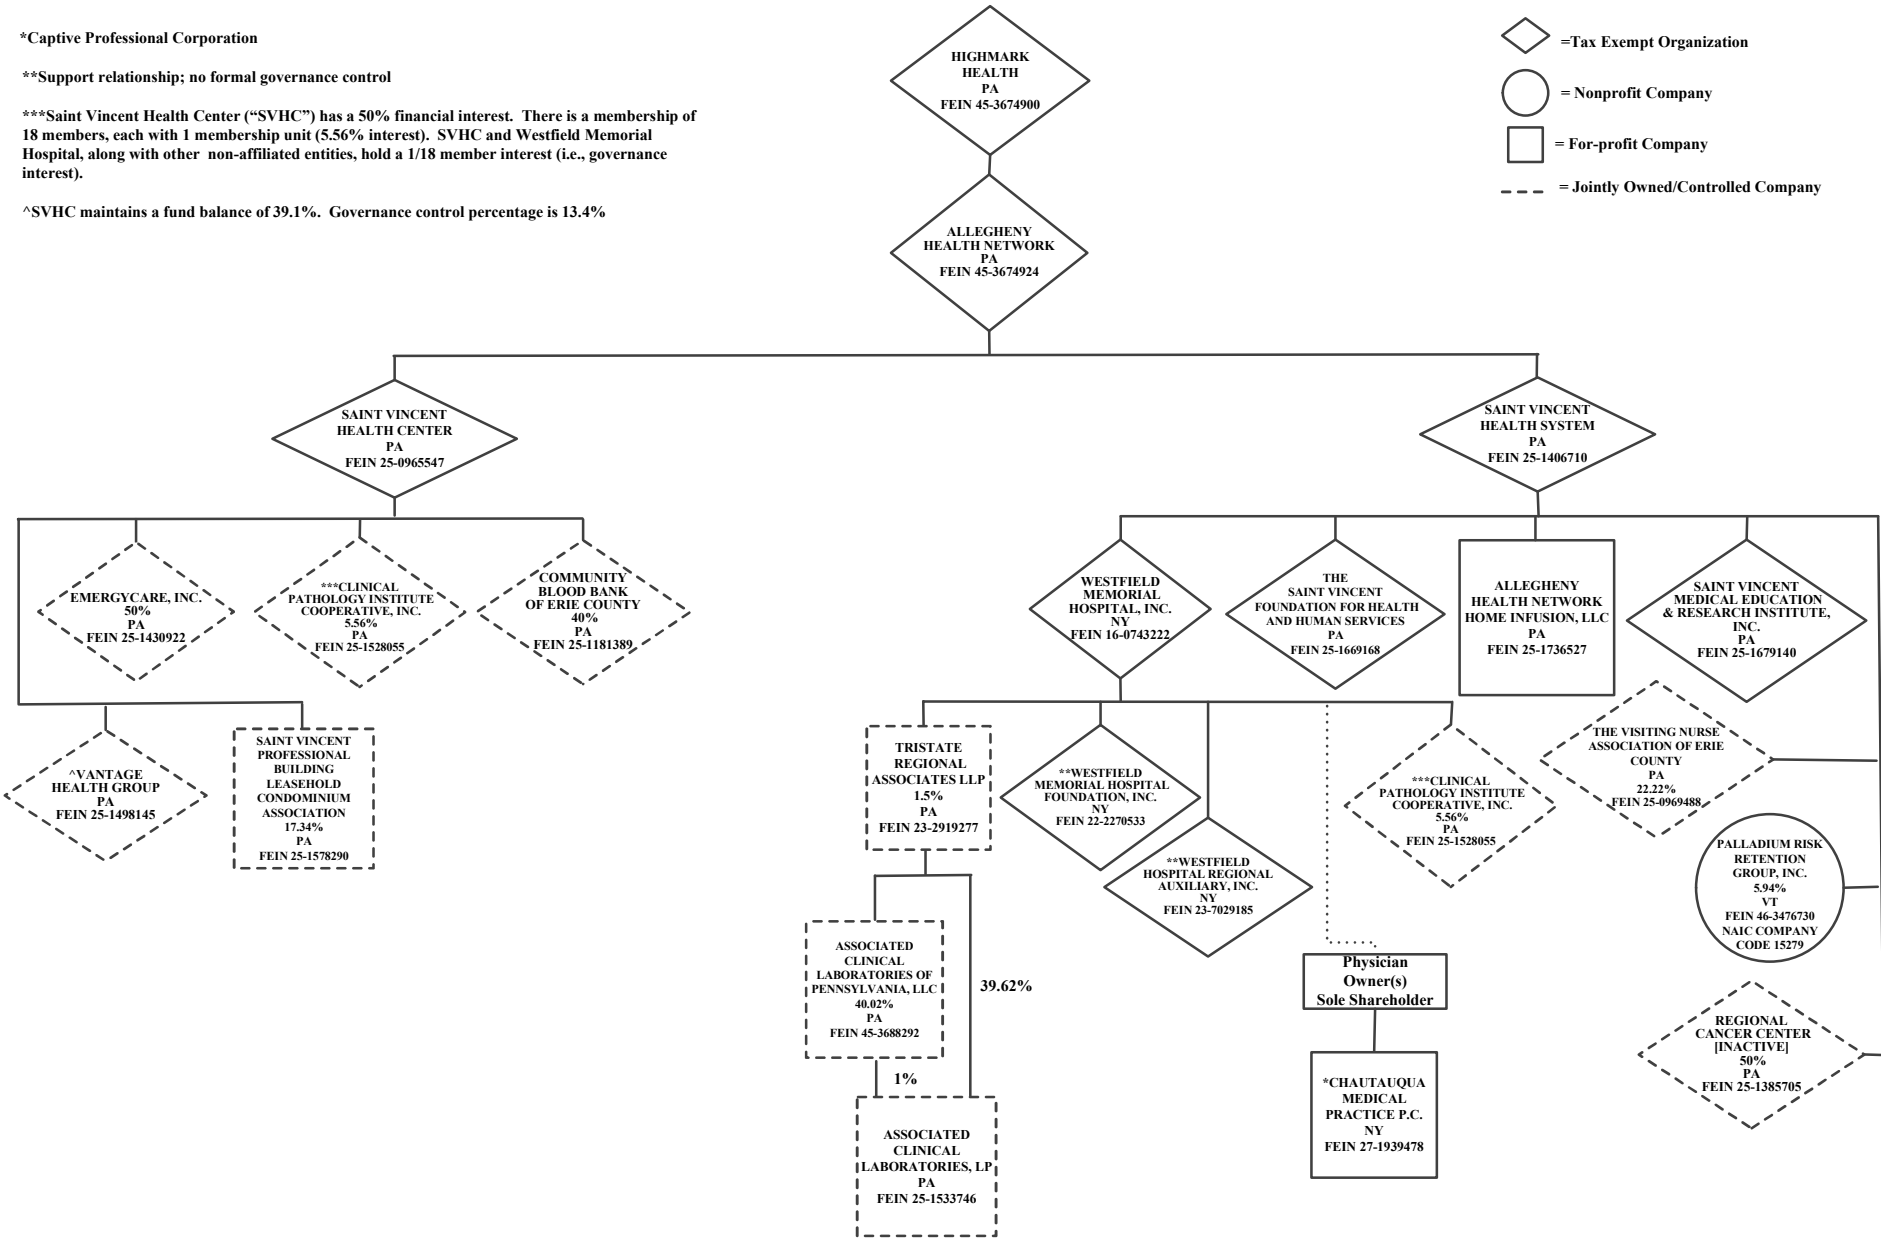 *Captive Professional Corporation
**Support relationship; no formal governance control
***Saint Vincent Health Center (“SVHC”) has a 50% financial interest.  There is a membership of
18 members, each with 1 membership unit (5.56% interest).  SVHC and Westfield Memorial
Hospital, along with other  non-affiliated entities, hold a 1/18 member interest (i.e., governance
interest).
^SVHC maintains a fund balance of 39.1%.  Governance control percentage is 13.4%
=Tax Exempt Organization
= Nonprofit Company
= For-profit Company
= Jointly Owned/Controlled Company
HIGHMARK
HEALTH
PA
FEIN 45-3674900
ALLEGHENY
HEALTH NETWORK
PA
FEIN 45-3674924
SAINT VINCENT
HEALTH CENTER
PA
FEIN 25-0965547
SAINT VINCENT
HEALTH SYSTEM
PA
FEIN 25-1406710
EMERGYCARE, INC.
50%
PA
FEIN 25-1430922
***CLINICAL
PATHOLOGY INSTITUTE
COOPERATIVE, INC.
5.56%
PA
FEIN 25-1528055
COMMUNITY
BLOOD BANK
OF ERIE COUNTY
40%
PA
FEIN 25-1181389
WESTFIELD
MEMORIAL
HOSPITAL, INC.
NY
FEIN 16-0743222
THE
SAINT VINCENT
FOUNDATION FOR HEALTH
AND HUMAN SERVICES
PA
FEIN 25-1669168
ALLEGHENY
HEALTH NETWORK
HOME INFUSION, LLC
PA
FEIN 25-1736527
SAINT VINCENT
MEDICAL EDUCATION
& RESEARCH INSTITUTE,
INC.
PA
FEIN 25-1679140
^VANTAGE
HEALTH GROUP
PA
FEIN 25-1498145
SAINT VINCENT
PROFESSIONAL
BUILDING
LEASEHOLD
CONDOMINIUM
ASSOCIATION
17.34%
PA
FEIN 25-1578290
TRISTATE
REGIONAL
ASSOCIATES LLP
1.5%
PA
FEIN 23-2919277
**WESTFIELD
MEMORIAL HOSPITAL
FOUNDATION, INC.
NY
FEIN 22-2270533
**WESTFIELD
HOSPITAL REGIONAL
AUXILIARY, INC.
NY
FEIN 23-7029185
***CLINICAL
PATHOLOGY INSTITUTE
COOPERATIVE, INC.
5.56%
PA
FEIN 25-1528055
THE VISITING NURSE
ASSOCIATION OF ERIE
COUNTY
PA
22.22%
FEIN 25-0969488
PALLADIUM RISK
RETENTION
GROUP, INC.
5.94%
VT
FEIN 46-3476730
NAIC COMPANY
CODE 15279
ASSOCIATED
CLINICAL
LABORATORIES OF
PENNSYLVANIA, LLC
40.02%
PA
FEIN 45-3688292
39.62%
1%
ASSOCIATED
CLINICAL
LABORATORIES, LP
PA
FEIN 25-1533746
Physician
Owner(s)
Sole Shareholder
*CHAUTAUQUA
MEDICAL
PRACTICE P.C.
NY
FEIN 27-1939478
REGIONAL
CANCER CENTER
[INACTIVE]
50%
PA
FEIN 25-1385705